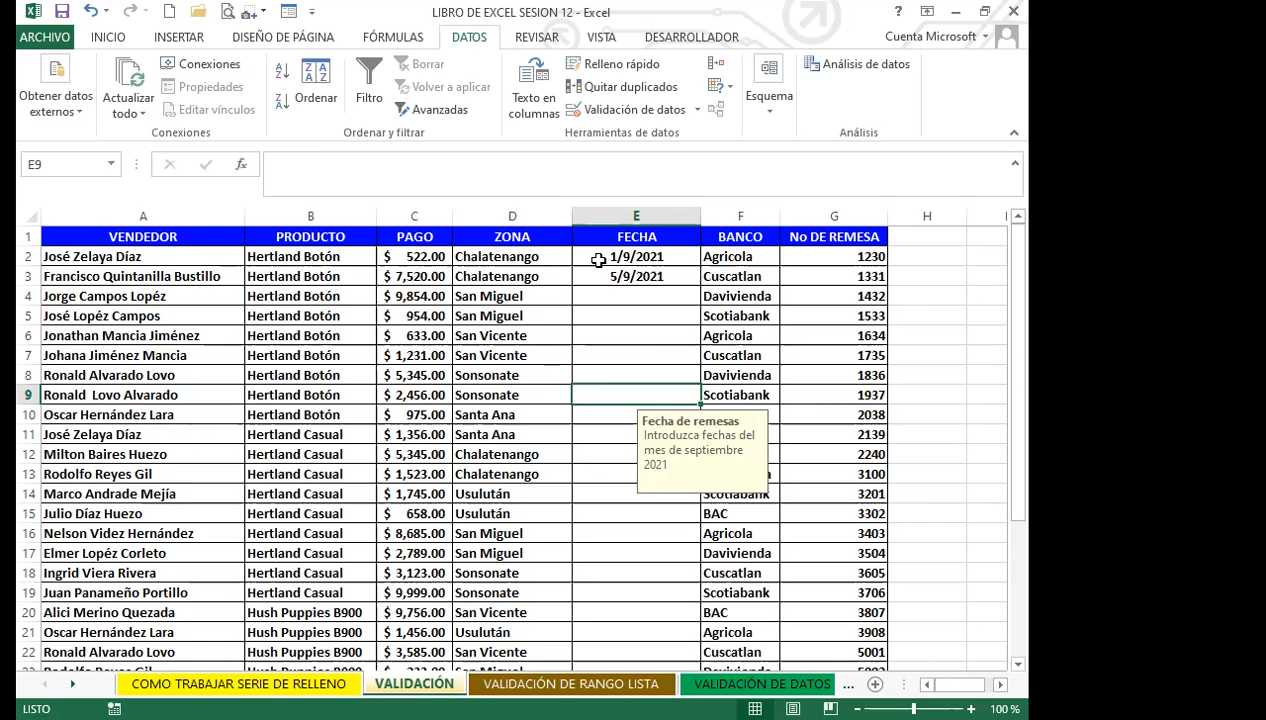 LIBRO DE EXCEL SESION 12 - Excel
ARCHIVO INICIO INSERTAR DISEÑO DE PÁGINA FÓRMULAS DATOS REVISAR VISTA DESARROLLADOR Cuenta Microsoft
Obtener datos externos
Actualizar todo
Conexiones
Propiedades
Editar vínculos
Conexiones
Ordenar
Filtro
Borrar
Volver a aplicar
Avanzadas
Ordenar y filtrar
Texto en columnas
Relleno rápido
Quitar duplicados
Validación de datos
Herramientas de datos
Esquema
Análisis de datos
Análisis
E9 fx
A B C D E F G H I
1 VENDEDOR PRODUCTO PAGO ZONA FECHA BANCO No DE REMESA
2 José Zelaya Díaz Hertland Botón $ 522.00 Chalatenango 1/9/2021 Agricola 1230
3 Francisco Quintanilla Bustillo Hertland Botón $ 7,520.00 Chalatenango 5/9/2021 Cuscatlan 1331
4 Jorge Campos Lopéz Hertland Botón $ 9,854.00 San Miguel Davivienda 1432
5 José Lopéz Campos Hertland Botón $ 954.00 San Miguel Scotiabank 1533
6 Jonathan Mancia Jiménez Hertland Botón $ 633.00 San Vicente Agricola 1634
7 Johana Jiménez Mancia Hertland Botón $ 1,231.00 San Vicente Cuscatlan 1735
8 Ronald Alvarado Lovo Hertland Botón $ 5,345.00 Sonsonate Davivienda 1836
9 Ronald Lovo Alvarado Hertland Botón $ 2,456.00 Sonsonate Scotiabank 1937
10 Oscar Hernández Lara Hertland Botón $ 975.00 Santa Ana 2038
11 José Zelaya Díaz Hertland Casual $ 1,356.00 Santa Ana 2139
12 Milton Baires Huezo Hertland Casual $ 5,345.00 Chalatenango 2240
13 Rodolfo Reyes Gil Hertland Casual $ 1,523.00 Chalatenango 3100
14 Marco Andrade Mejía Hertland Casual $ 1,745.00 Usulután Scotiabank 3201
15 Julio Díaz Huezo Hertland Casual $ 658.00 Usulután BAC 3302
16 Nelson Videz Hernández Hertland Casual $ 8,685.00 San Miguel Agricola 3403
17 Elmer Lopéz Corleto Hertland Casual $ 2,789.00 San Miguel Davivienda 3504
18 Ingrid Viera Rivera Hertland Casual $ 3,123.00 Sonsonate Cuscatlan 3605
19 Juan Panameño Portillo Hertland Casual $ 9,999.00 Sonsonate Scotiabank 3706
20 Alici Merino Quezada Hush Puppies B900 $ 9,756.00 San Vicente BAC 3807
21 Oscar Hernández Lara Hush Puppies B900 $ 1,456.00 Usulután Agricola 3908
22 Ronald Alvarado Lovo Hush Puppies B900 $ 3,585.00 San Vicente Cuscatlan 5001
Fecha de remesas
Introduzca fechas del
mes de septiembre
2021
COMO TRABAJAR SERIE DE RELLENO VALIDACIÓN VALIDACIÓN DE RANGO LISTA VALIDACIÓN DE DATOS ...
LISTO 100 %